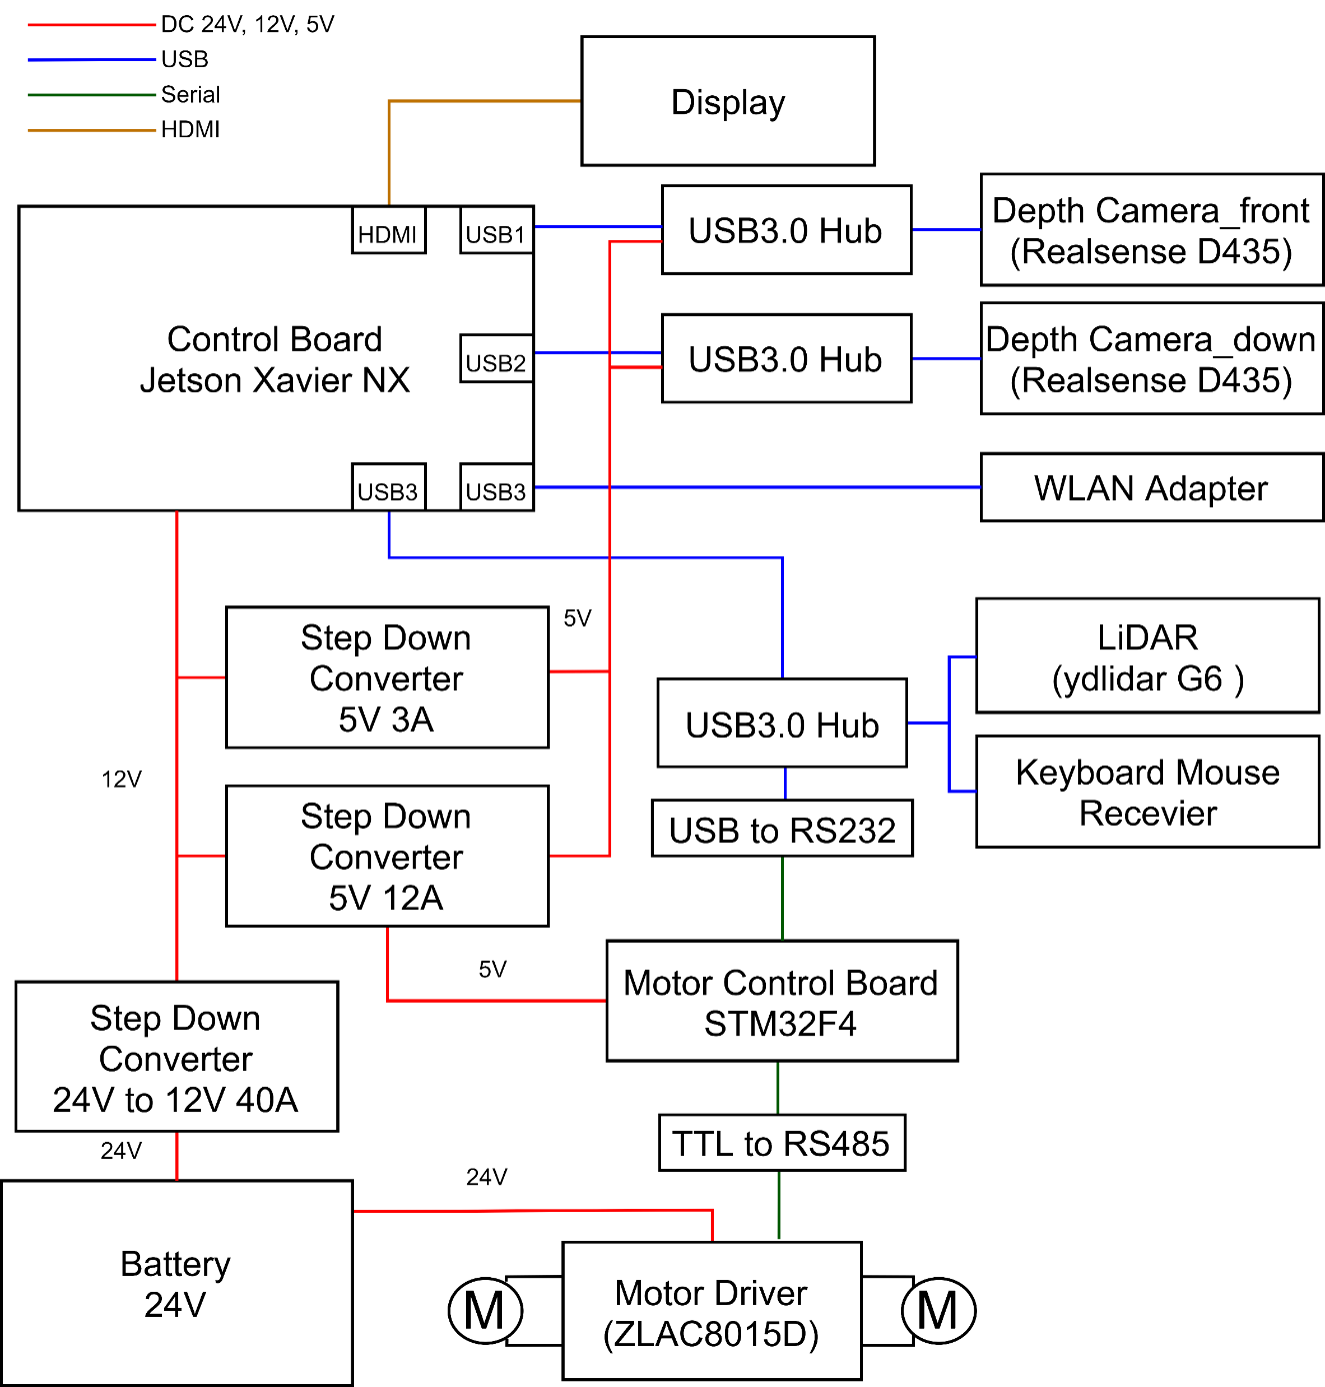 DC 24V, 12V, 5V
USB
Serial
HDMI
Display
HDMI
USB1
USB3.0 Hub
Depth Camera_front
(Realsense D435)
Control Board
Jetson Xavier NX
USB2
USB3.0 Hub
Depth Camera_down
(Realsense D435)
USB3
USB3
WLAN Adapter
Step Down
Converter
5V 3A
5V
LiDAR
(ydlidar G6 )
USB3.0 Hub
Keyboard Mouse
Recevier
12V
Step Down
Converter
5V 12A
USB to RS232
5V
Motor Control Board
STM32F4
Step Down
Converter
24V to 12V 40A
TTL to RS485
24V
24V
Battery
24V
M
Motor Driver
(ZLAC8015D)
M